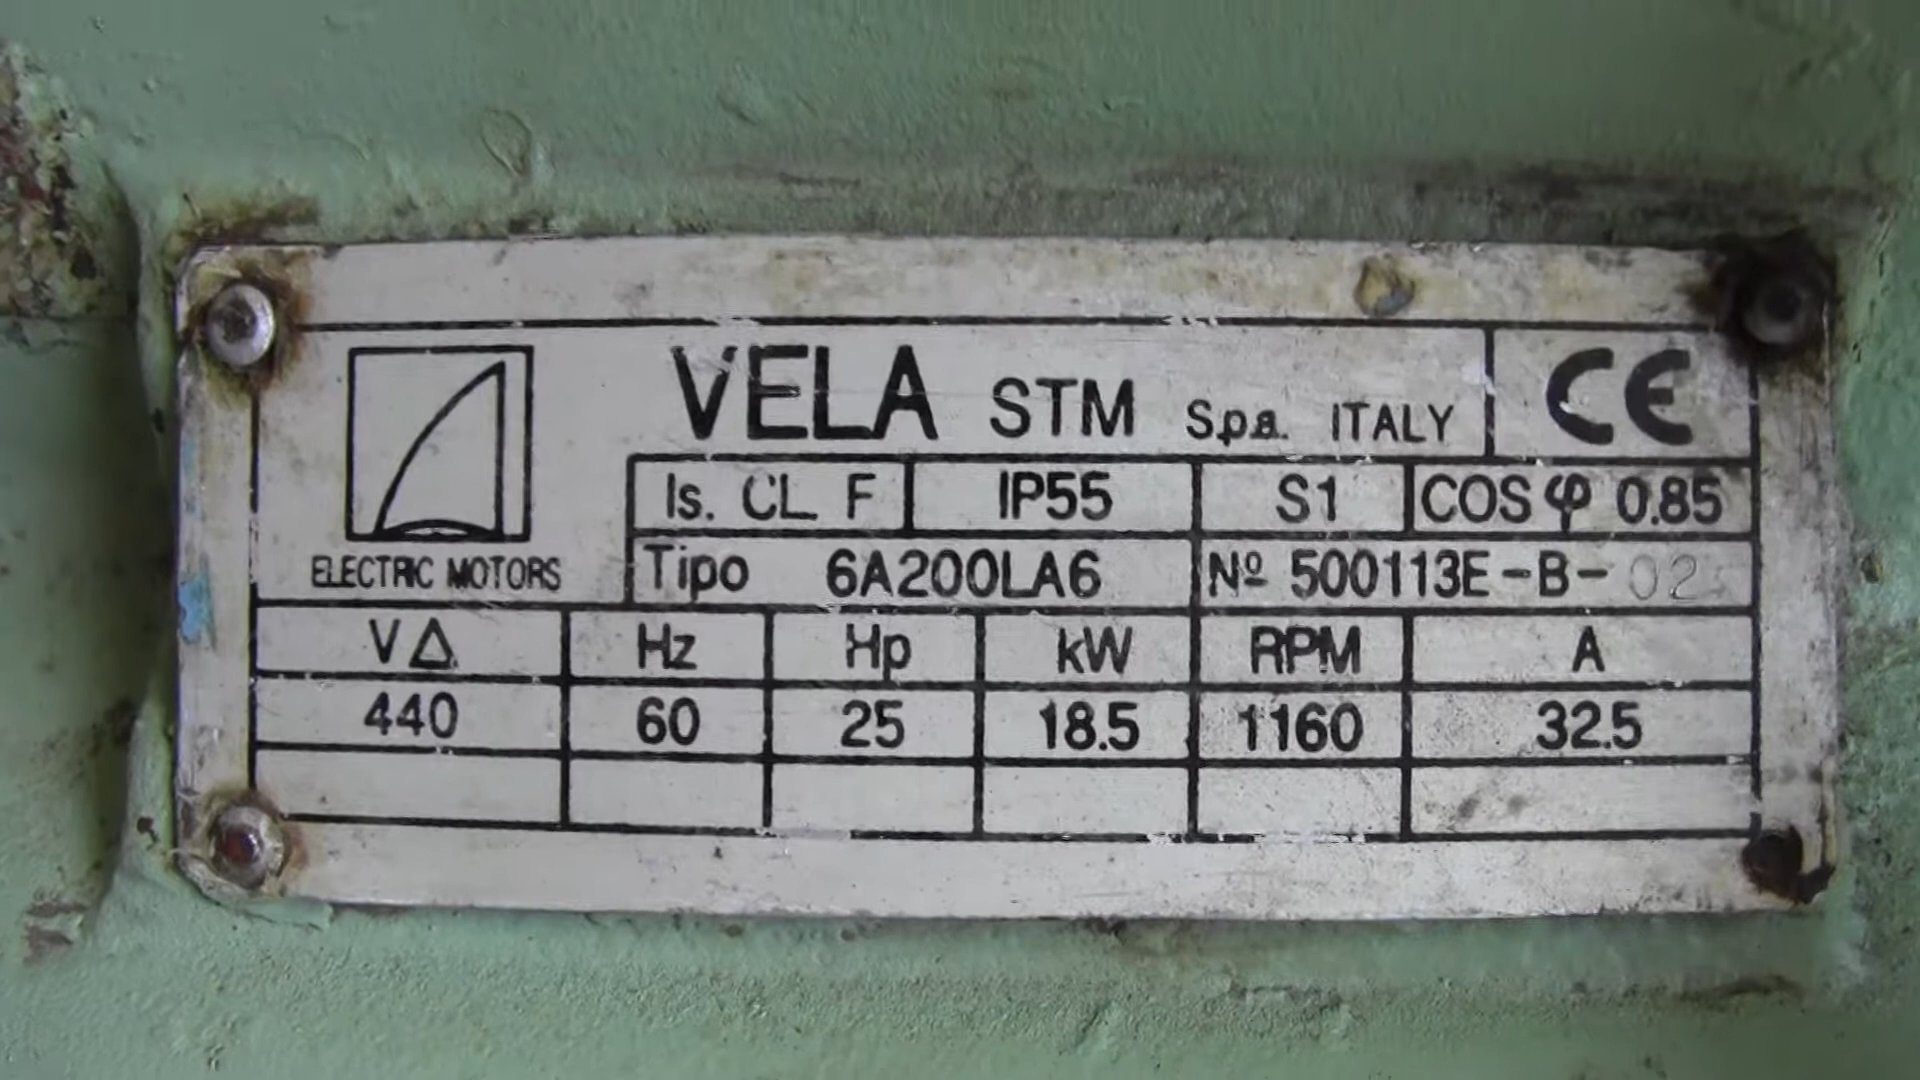 VELA STM S.p.a. ITALY CE
Is. CL F IP55 S1 COS φ 0.85
ELECTRIC MOTORS Tipo 6A200LA6 Nº 500113E-B-
V Δ Hz Hp kW RPM A
440 60 25 18.5 1160 32.5